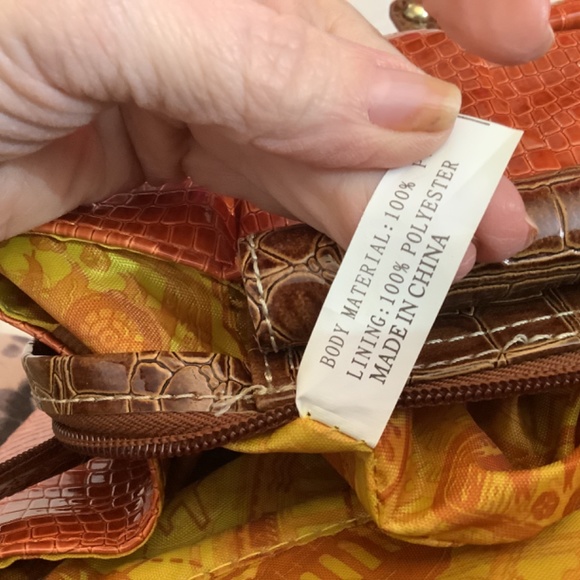 BODY MATERIAL:100%
LINING:100% POLYESTER
MADE IN CHINA